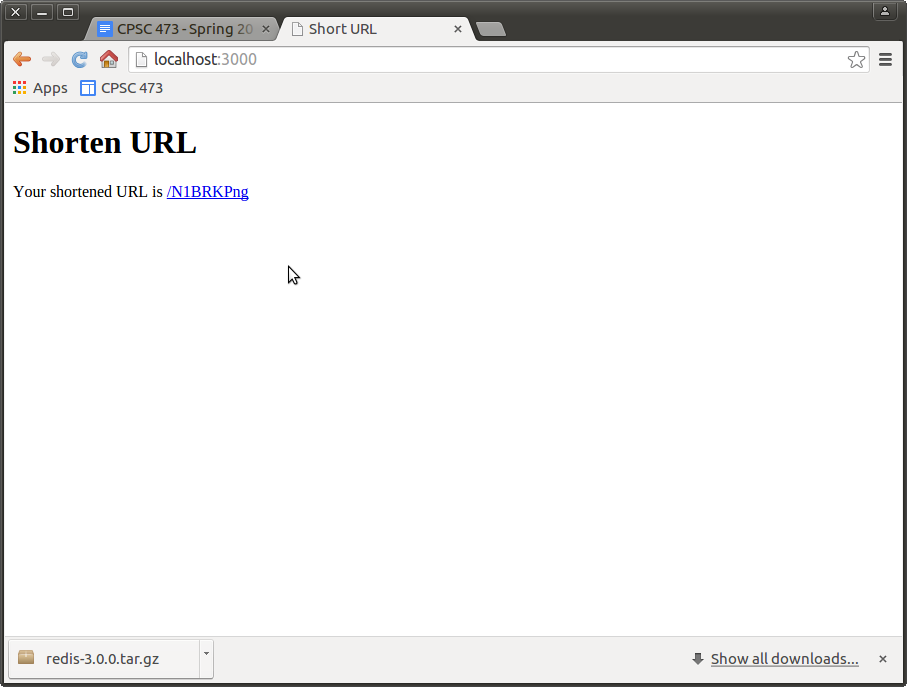 CPSC 473 - Spring 20
Short URL
localhost:3000
Apps
CPSC 473
Shorten URL
Your shortened URL is /N1BRKPng
redis-3.0.0.tar.gz
Show all downloads...